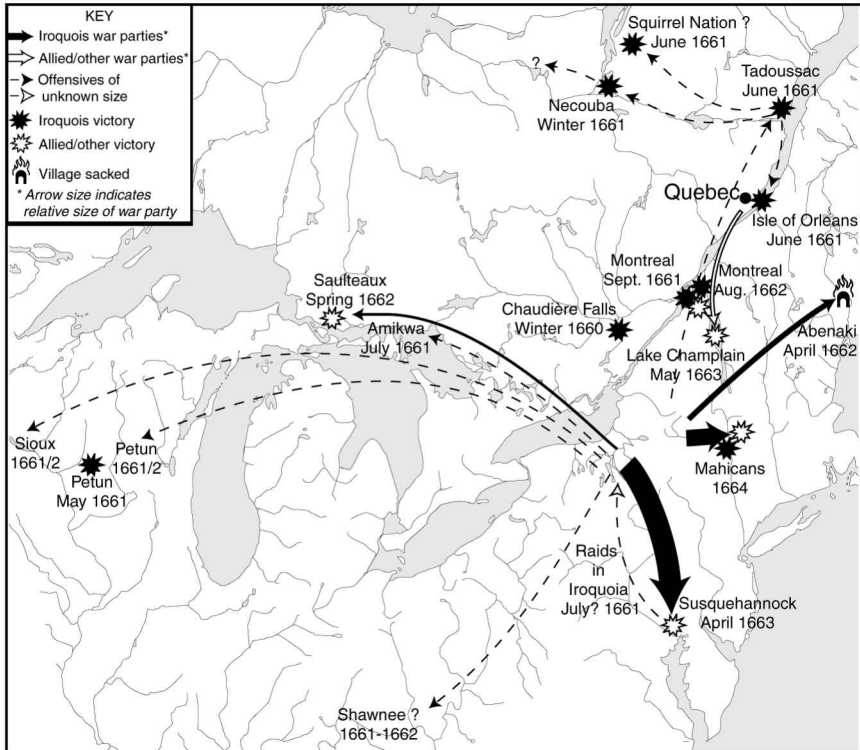 KEY
Iroquois war parties*
Allied/other war parties*
Offensives of
unknown size
Iroquois victory
Allied/other victory
Village sacked
* Arrow size indicates
relative size of war party
Squirrel Nation ?
June 1661
?
Necouba
Winter 1661
Tadoussac
June 1661
Quebec
Isle of Orleans
June 1661
Montreal
Sept. 1661
Montreal
Aug. 1662
Saulteaux
Spring 1662
Amikwa
July 1661
Chaudière Falls
Winter 1660
Lake Champlain
May 1663
Abenaki
April 1662
Sioux
1661/2
Petun
May 1661
Petun
1661/2
Mahicans
1664
Raids
in
Iroquoia
July? 1661
Susquehannock
April 1663
Shawnee ?
1661-1662